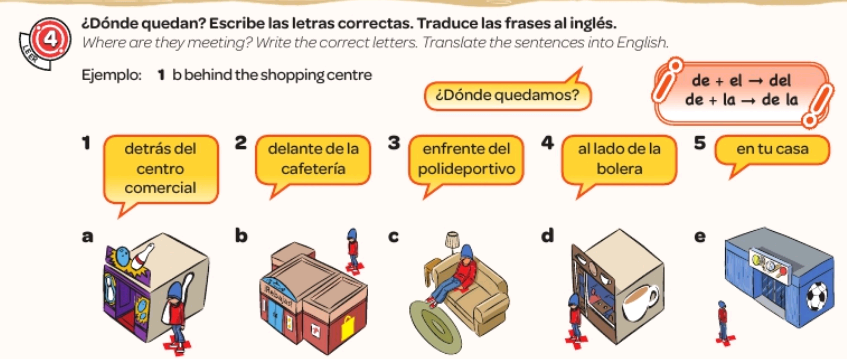 4
LEER
¿Dónde quedan? Escribe las letras correctas. Traduce las frases al inglés.
Where are they meeting? Write the correct letters. Translate the sentences into English.
Ejemplo: 1 b behind the shopping centre
¿Dónde quedamos?
de + el → del
de + la → de la
1
detrás del
centro
comercial
2
delante de la
cafetería
3
enfrente del
polideportivo
4
al lado de la
bolera
5
en tu casa
a
b
c
d
e
Rebajas